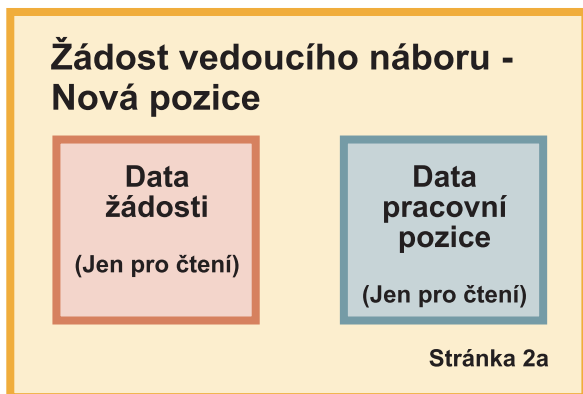 Žádost vedoucího náboru -
Nová pozice
Data
žádosti
(Jen pro čtení)
Data
pracovní
pozice
(Jen pro čtení)
Stránka 2a